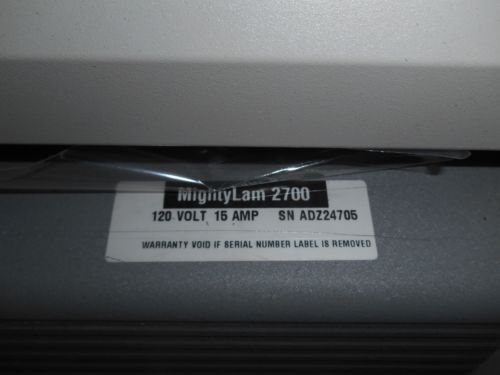 MightyLam 2700
120 VOLT 15 AMP SN ADZ24705
WARRANTY VOID IF SERIAL NUMBER LABEL IS REMOVED